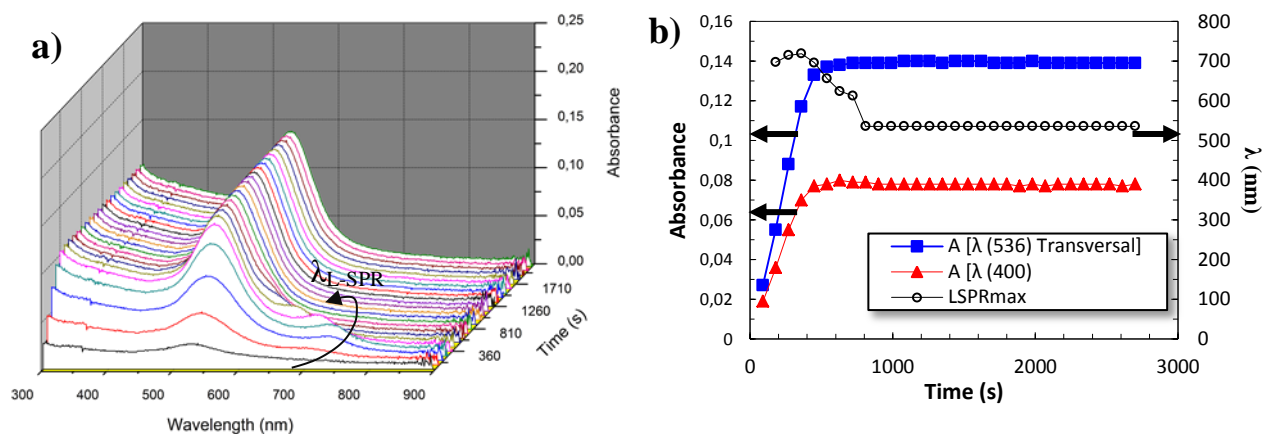 a)
0,25
0,20
0,15
0,10
0,05
0,00
Absorbance
λL-SPR
1710
1260
810
360
Time (s)
300 400 500 600 700 800 900
Wavelength (nm)
b)
0,16
0,14
0,12
0,1
0,08
0,06
0,04
0,02
0
Absorbance
800
700
600
500
400
300
200
100
0
λ (nm)
A [λ (536) Transversal]
A [λ (400)
LSPRmax
0 1000 2000 3000
Time (s)